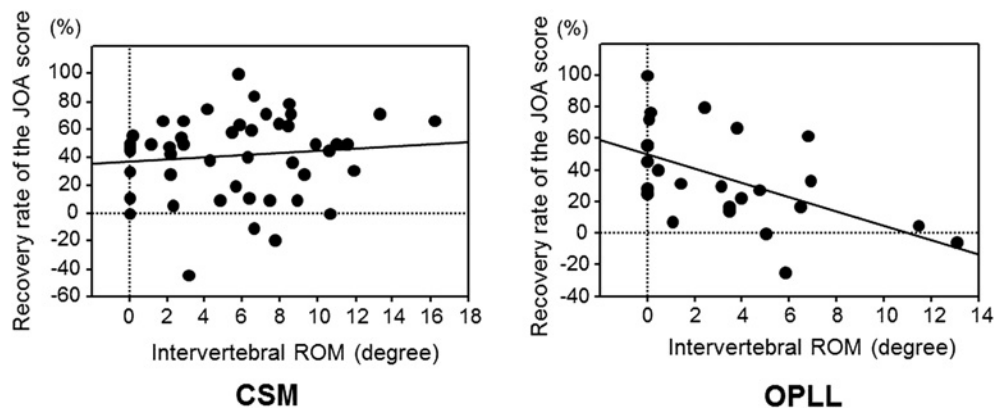 (%)
Recovery rate of the JOA score
100
80
60
40
20
0
-20
-40
-60
0 2 4 6 8 10 12 14 16 18
Intervertebral ROM (degree)
CSM
(%)
Recovery rate of the JOA score
100
80
60
40
20
0
-20
-40
0 2 4 6 8 10 12 14
Intervertebral ROM (degree)
OPLL